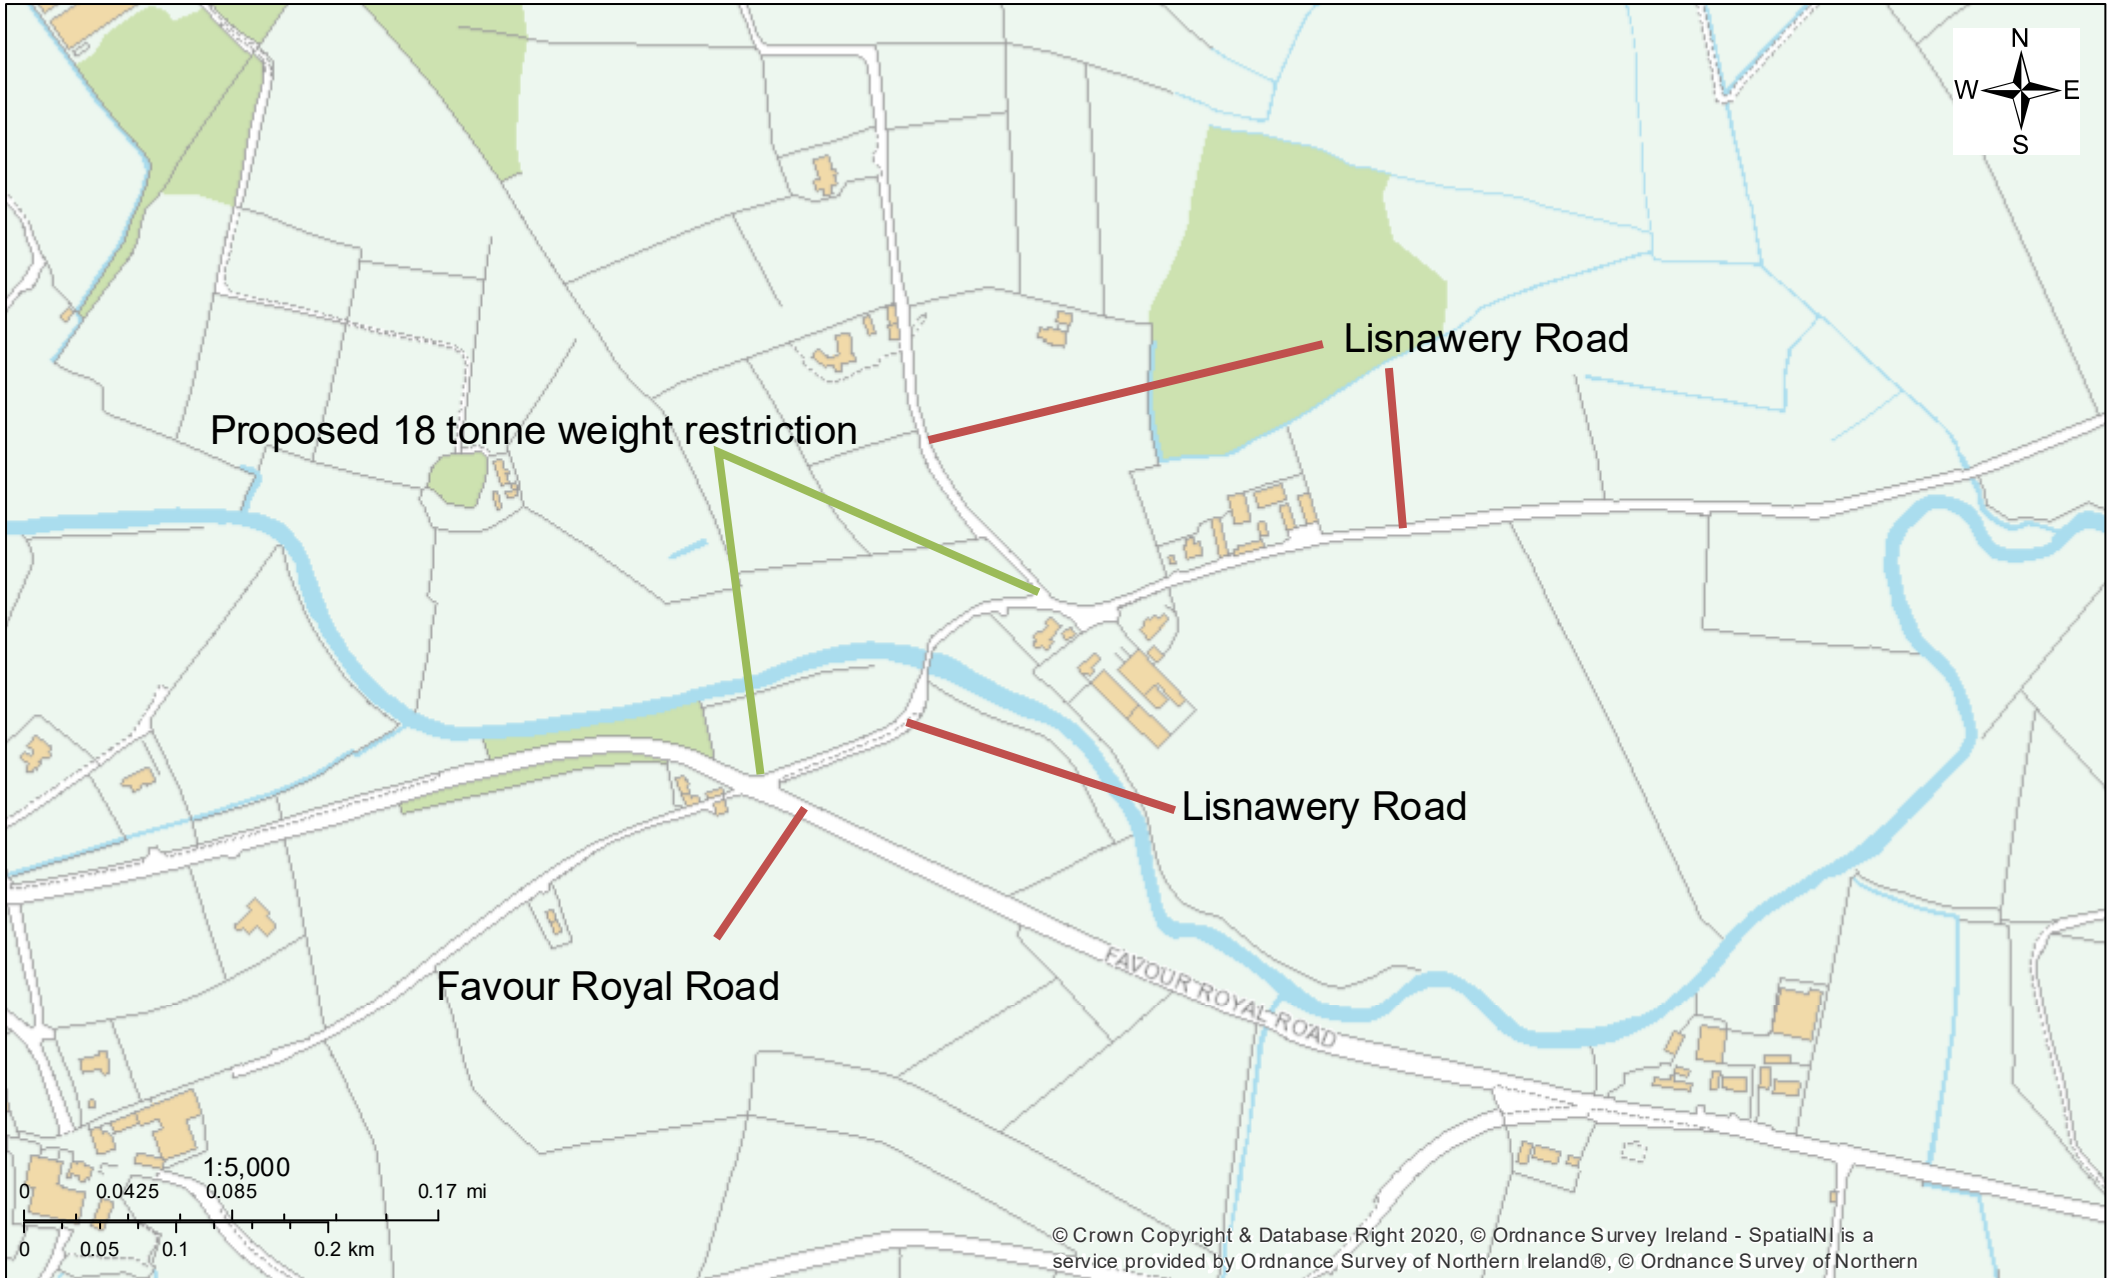 N
W E
S
Lisnawery Road
Proposed 18 tonne weight restriction
Lisnawery Road
Favour Royal Road
FAVOUR ROYAL ROAD
1:5,000
0 0.0425 0.085 0.17 mi
0 0.05 0.1 0.2 km
© Crown Copyright & Database Right 2020, © Ordnance Survey Ireland - SpatialNI is a
service provided by Ordnance Survey of Northern Ireland®, © Ordnance Survey of Northern